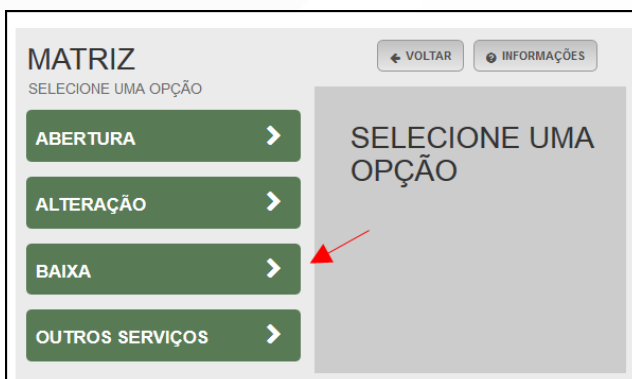 MATRIZ
SELECIONE UMA OPÇÃO
VOLTAR
INFORMAÇÕES
ABERTURA
ALTERAÇÃO
BAIXA
OUTROS SERVIÇOS
SELECIONE UMA
OPÇÃO